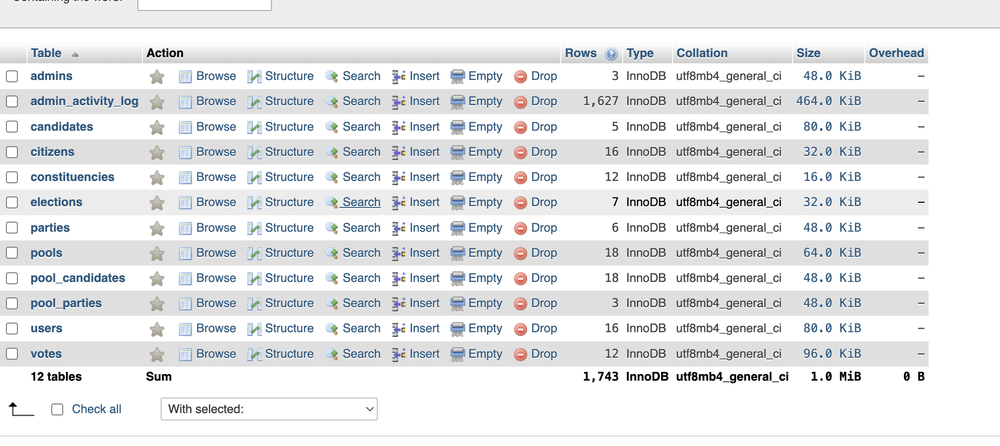 Containing the word:
Table Action Rows Type Collation Size Overhead
admins Browse Structure Search Insert Empty Drop 3 InnoDB utf8mb4_general_ci 48.0 KiB –
admin_activity_log Browse Structure Search Insert Empty Drop 1,627 InnoDB utf8mb4_general_ci 464.0 KiB –
candidates Browse Structure Search Insert Empty Drop 5 InnoDB utf8mb4_general_ci 80.0 KiB –
citizens Browse Structure Search Insert Empty Drop 16 InnoDB utf8mb4_general_ci 32.0 KiB –
constituencies Browse Structure Search Insert Empty Drop 12 InnoDB utf8mb4_general_ci 16.0 KiB –
elections Browse Structure Search Insert Empty Drop 7 InnoDB utf8mb4_general_ci 32.0 KiB –
parties Browse Structure Search Insert Empty Drop 6 InnoDB utf8mb4_general_ci 48.0 KiB –
pools Browse Structure Search Insert Empty Drop 18 InnoDB utf8mb4_general_ci 64.0 KiB –
pool_candidates Browse Structure Search Insert Empty Drop 18 InnoDB utf8mb4_general_ci 48.0 KiB –
pool_parties Browse Structure Search Insert Empty Drop 3 InnoDB utf8mb4_general_ci 48.0 KiB –
users Browse Structure Search Insert Empty Drop 16 InnoDB utf8mb4_general_ci 80.0 KiB –
votes Browse Structure Search Insert Empty Drop 12 InnoDB utf8mb4_general_ci 96.0 KiB –
12 tables Sum 1,743 InnoDB utf8mb4_general_ci 1.0 MiB 0 B
Check all With selected: